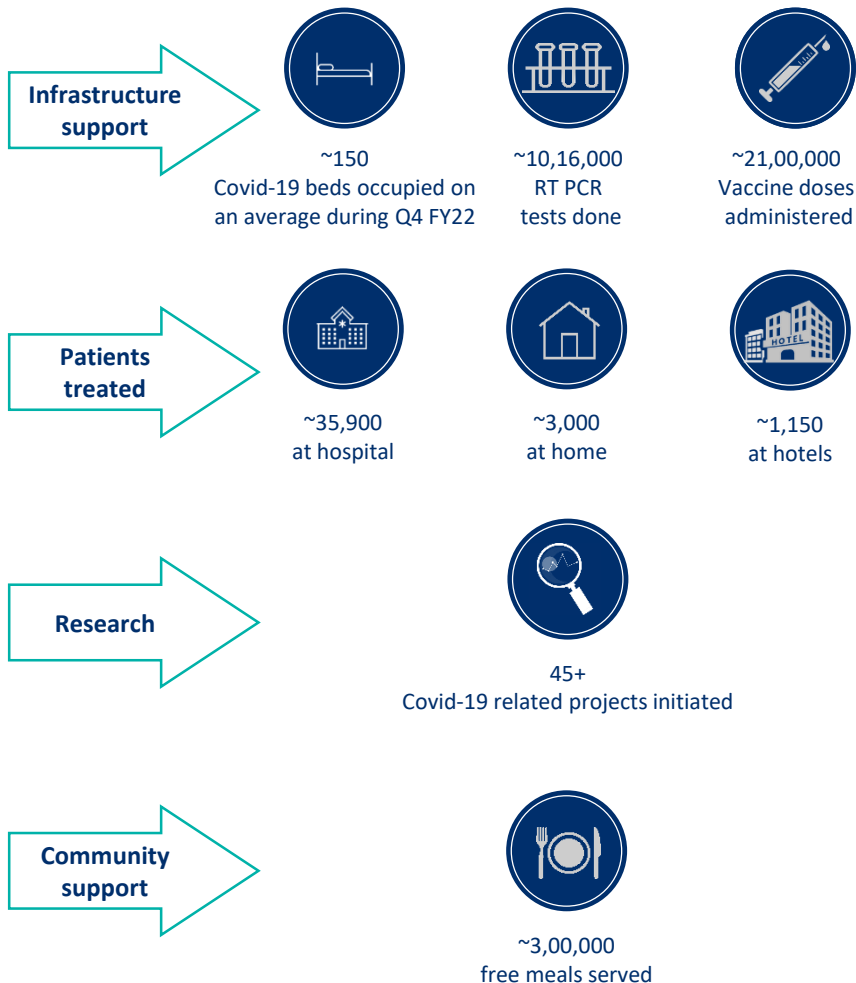 Infrastructure
support
~150
Covid-19 beds occupied on
an average during Q4 FY22
~10,16,000
RT PCR
tests done
~21,00,000
Vaccine doses
administered
Patients
treated
~35,900
at hospital
~3,000
at home
HOTEL
~1,150
at hotels
Research
45+
Covid-19 related projects initiated
Community
support
~3,00,000
free meals served